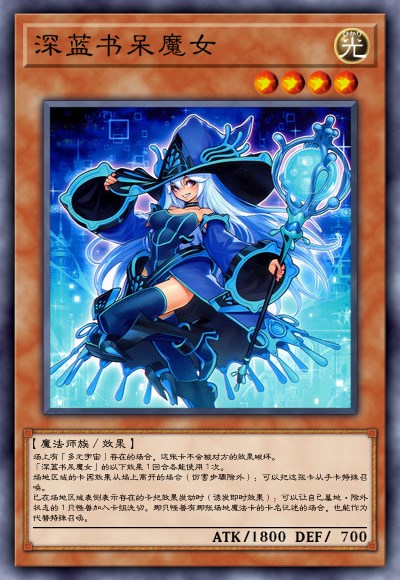 深蓝书呆魔女
ひかり
光
【魔法师族/效果】
场上有「多元宇宙」存在的场合，这张卡不会被对方的效果破坏。
「深蓝书呆魔女」的以下效果1回合各能使用1次。
场地区域的卡因效果从场上离开的场合（伤害步骤除外）：可以把这张卡从手卡特殊召
唤。
已在场地区域表侧表示存在的卡把效果发动时（诱发即时效果）：可以让自己墓地·除外
状态的1只怪兽加入卡组洗切。那只怪兽有那张场地魔法卡的卡名记述的场合，也能作为
代替特殊召唤。
ATK/1800 DEF/ 700